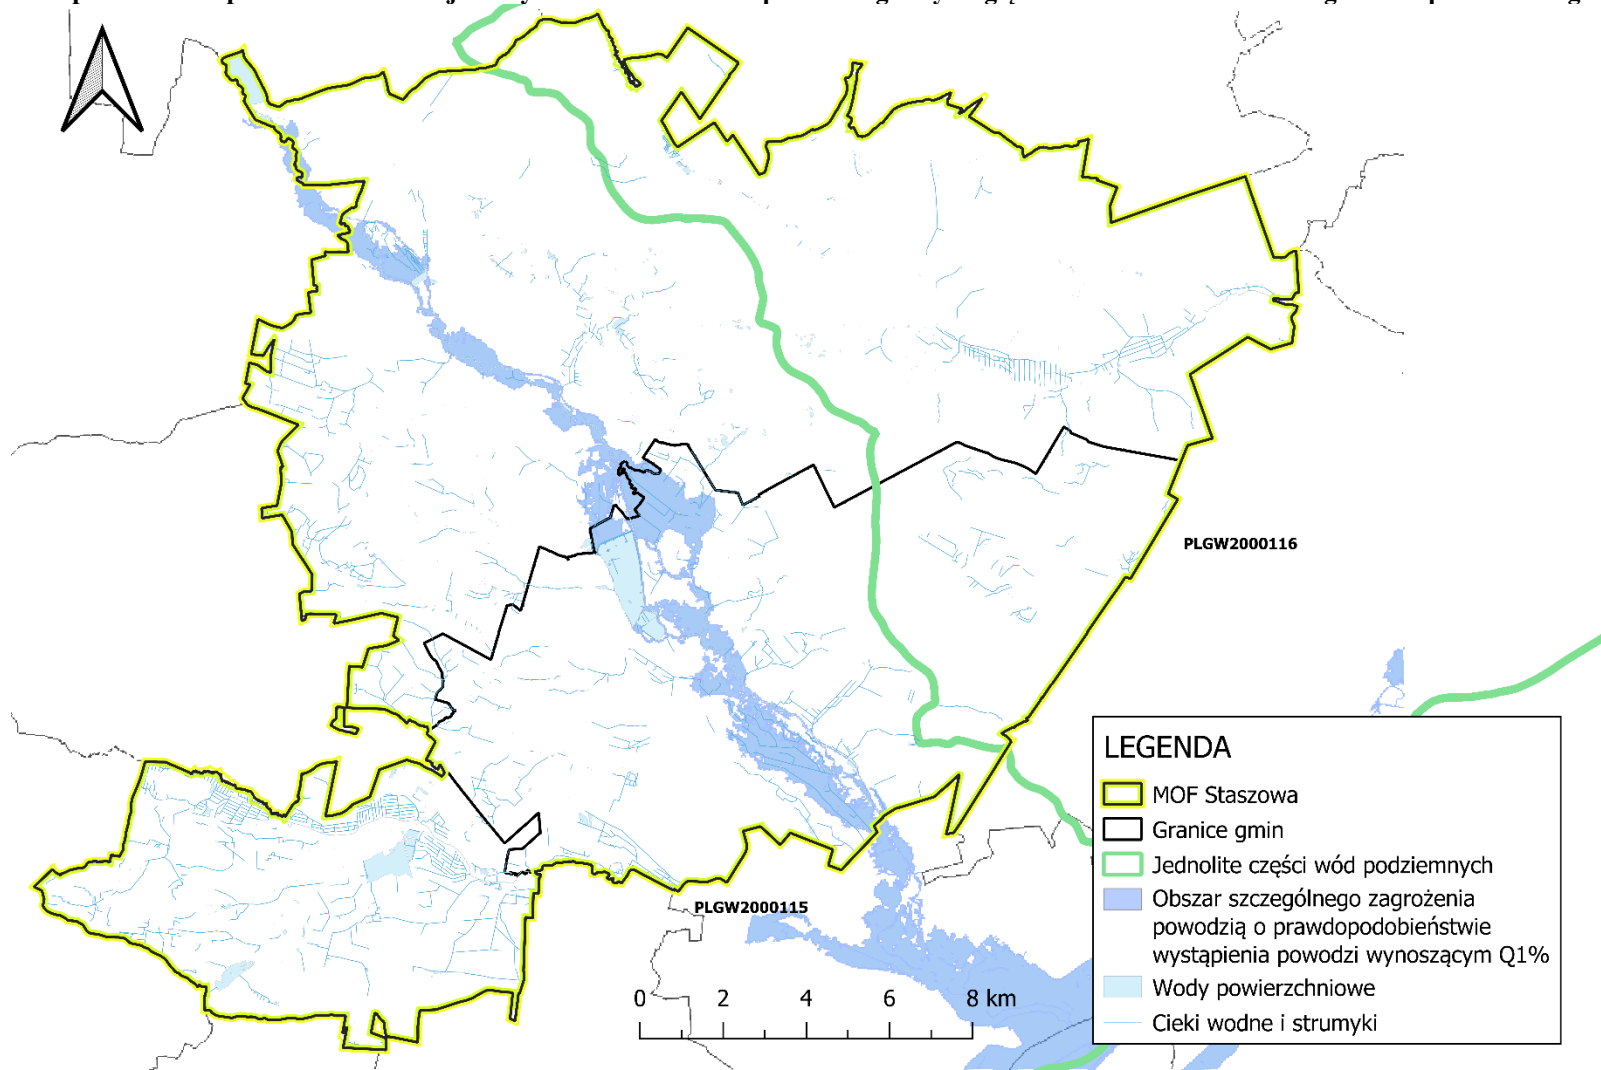 PLGW2000116
PLGW2000115
0 2 4 6 8 km
LEGENDA
MOF Staszowa
Granice gmin
Jednolite części wód podziemnych
Obszar szczególnego zagrożenia
powodzią o prawdopodobieństwie
wystąpienia powodzi wynoszącym Q1%
Wody powierzchniowe
Cieki wodne i strumyki